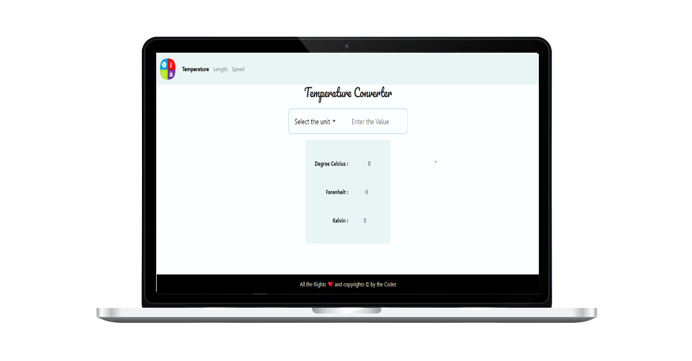 Temperature Length Speed
Temperature Converter
Select the unit Enter the Value
Degree Celcius : 0
Farenheit : 0
Kelvin : 0
All the Rights ❤ and copyrights © by the Coder